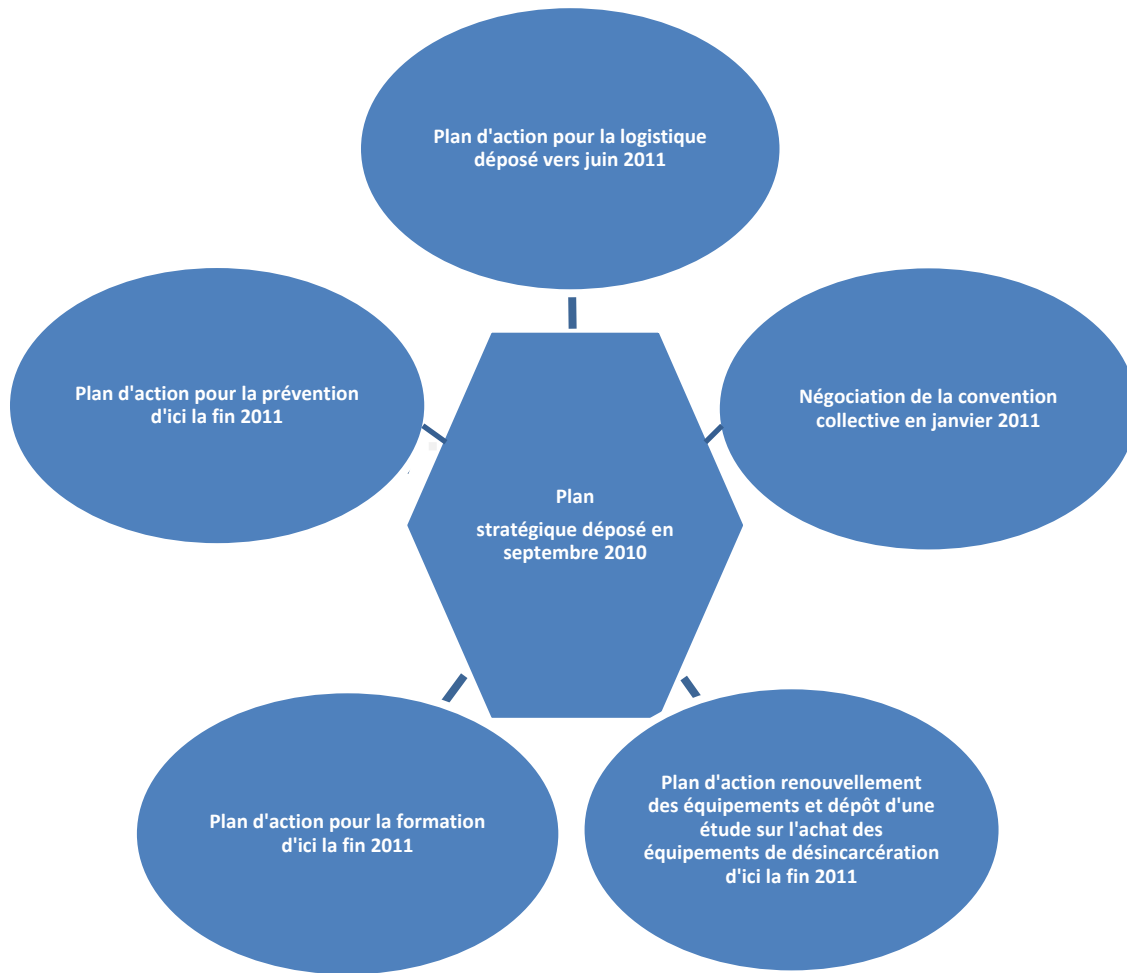 Plan d'action pour la logistique
déposé vers juin 2011
Plan d'action pour la prévention
d'ici la fin 2011
Négociation de la convention
collective en janvier 2011
Plan
stratégique déposé en
septembre 2010
Plan d'action pour la formation
d'ici la fin 2011
Plan d'action renouvellement
des équipements et dépôt d'une
étude sur l'achat des
équipements de désincarcération
d'ici la fin 2011